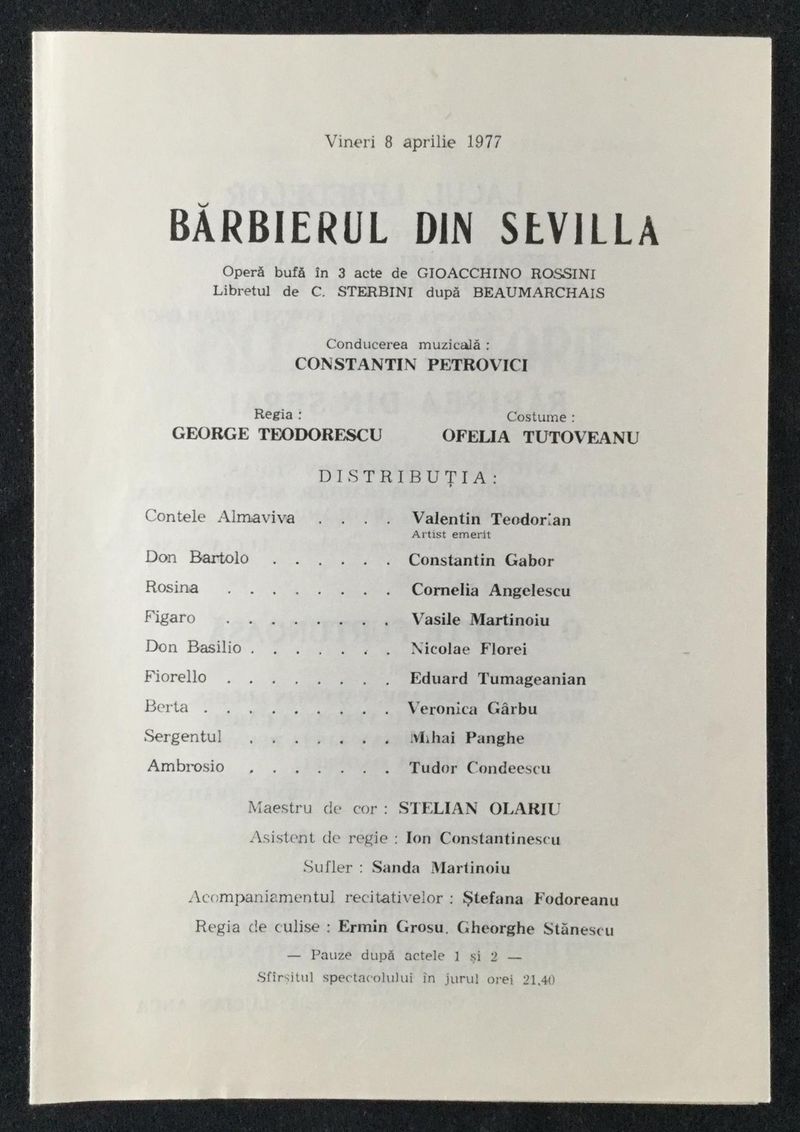 Vineri 8 aprilie 1977
BĂRBIERUL DIN SEVILLA
Operă bufă în 3 acte de GIOACCHINO ROSSINI
Libretul de C. STERBINI după BEAUMARCHAIS
Conducerea muzicală :
CONSTANTIN PETROVICI
Regia :
GEORGE TEODORESCU
Costume :
OFELIA TUTOVEANU
DISTRIBUȚIA:
Contele Almaviva . . . . Valentin Teodorian
Artist emerit
Don Bartolo . . . . . . Constantin Gabor
Rosina . . . . . . . . Cornelia Angelescu
Figaro . . . . . . . . Vasile Martinoiu
Don Basilio . . . . . . . Nicolae Florei
Fiorello . . . . . . . . Eduard Tumageanian
Berta . . . . . . . . . Veronica Gârbu
Sergentul . . . . . . . Mihai Panghe
Ambrosio . . . . . . . Tudor Condeescu
Maestru de cor : STELIAN OLARIU
Asistent de regie : Ion Constantinescu
Sufler : Sanda Martinoiu
Acompaniamentul recitativelor : Ștefana Fodoreanu
Regia de culise : Ermin Grosu. Gheorghe Stănescu
— Pauze după actele 1 și 2 —
Sfîrșitul spectacolului în jurul orei 21,40